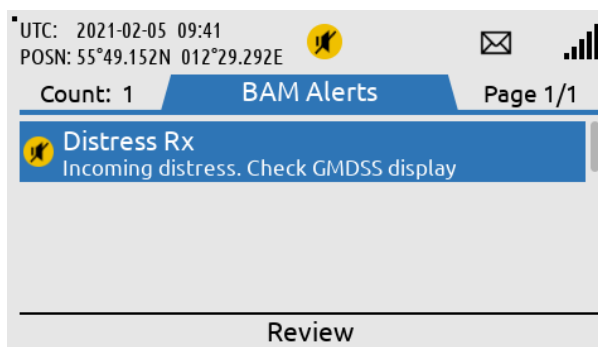 UTC: 2021-02-05 09:41
POSN: 55°49.152N 012°29.292E
Count: 1 BAM Alerts Page 1/1
Distress Rx
Incoming distress. Check GMDSS display
Review